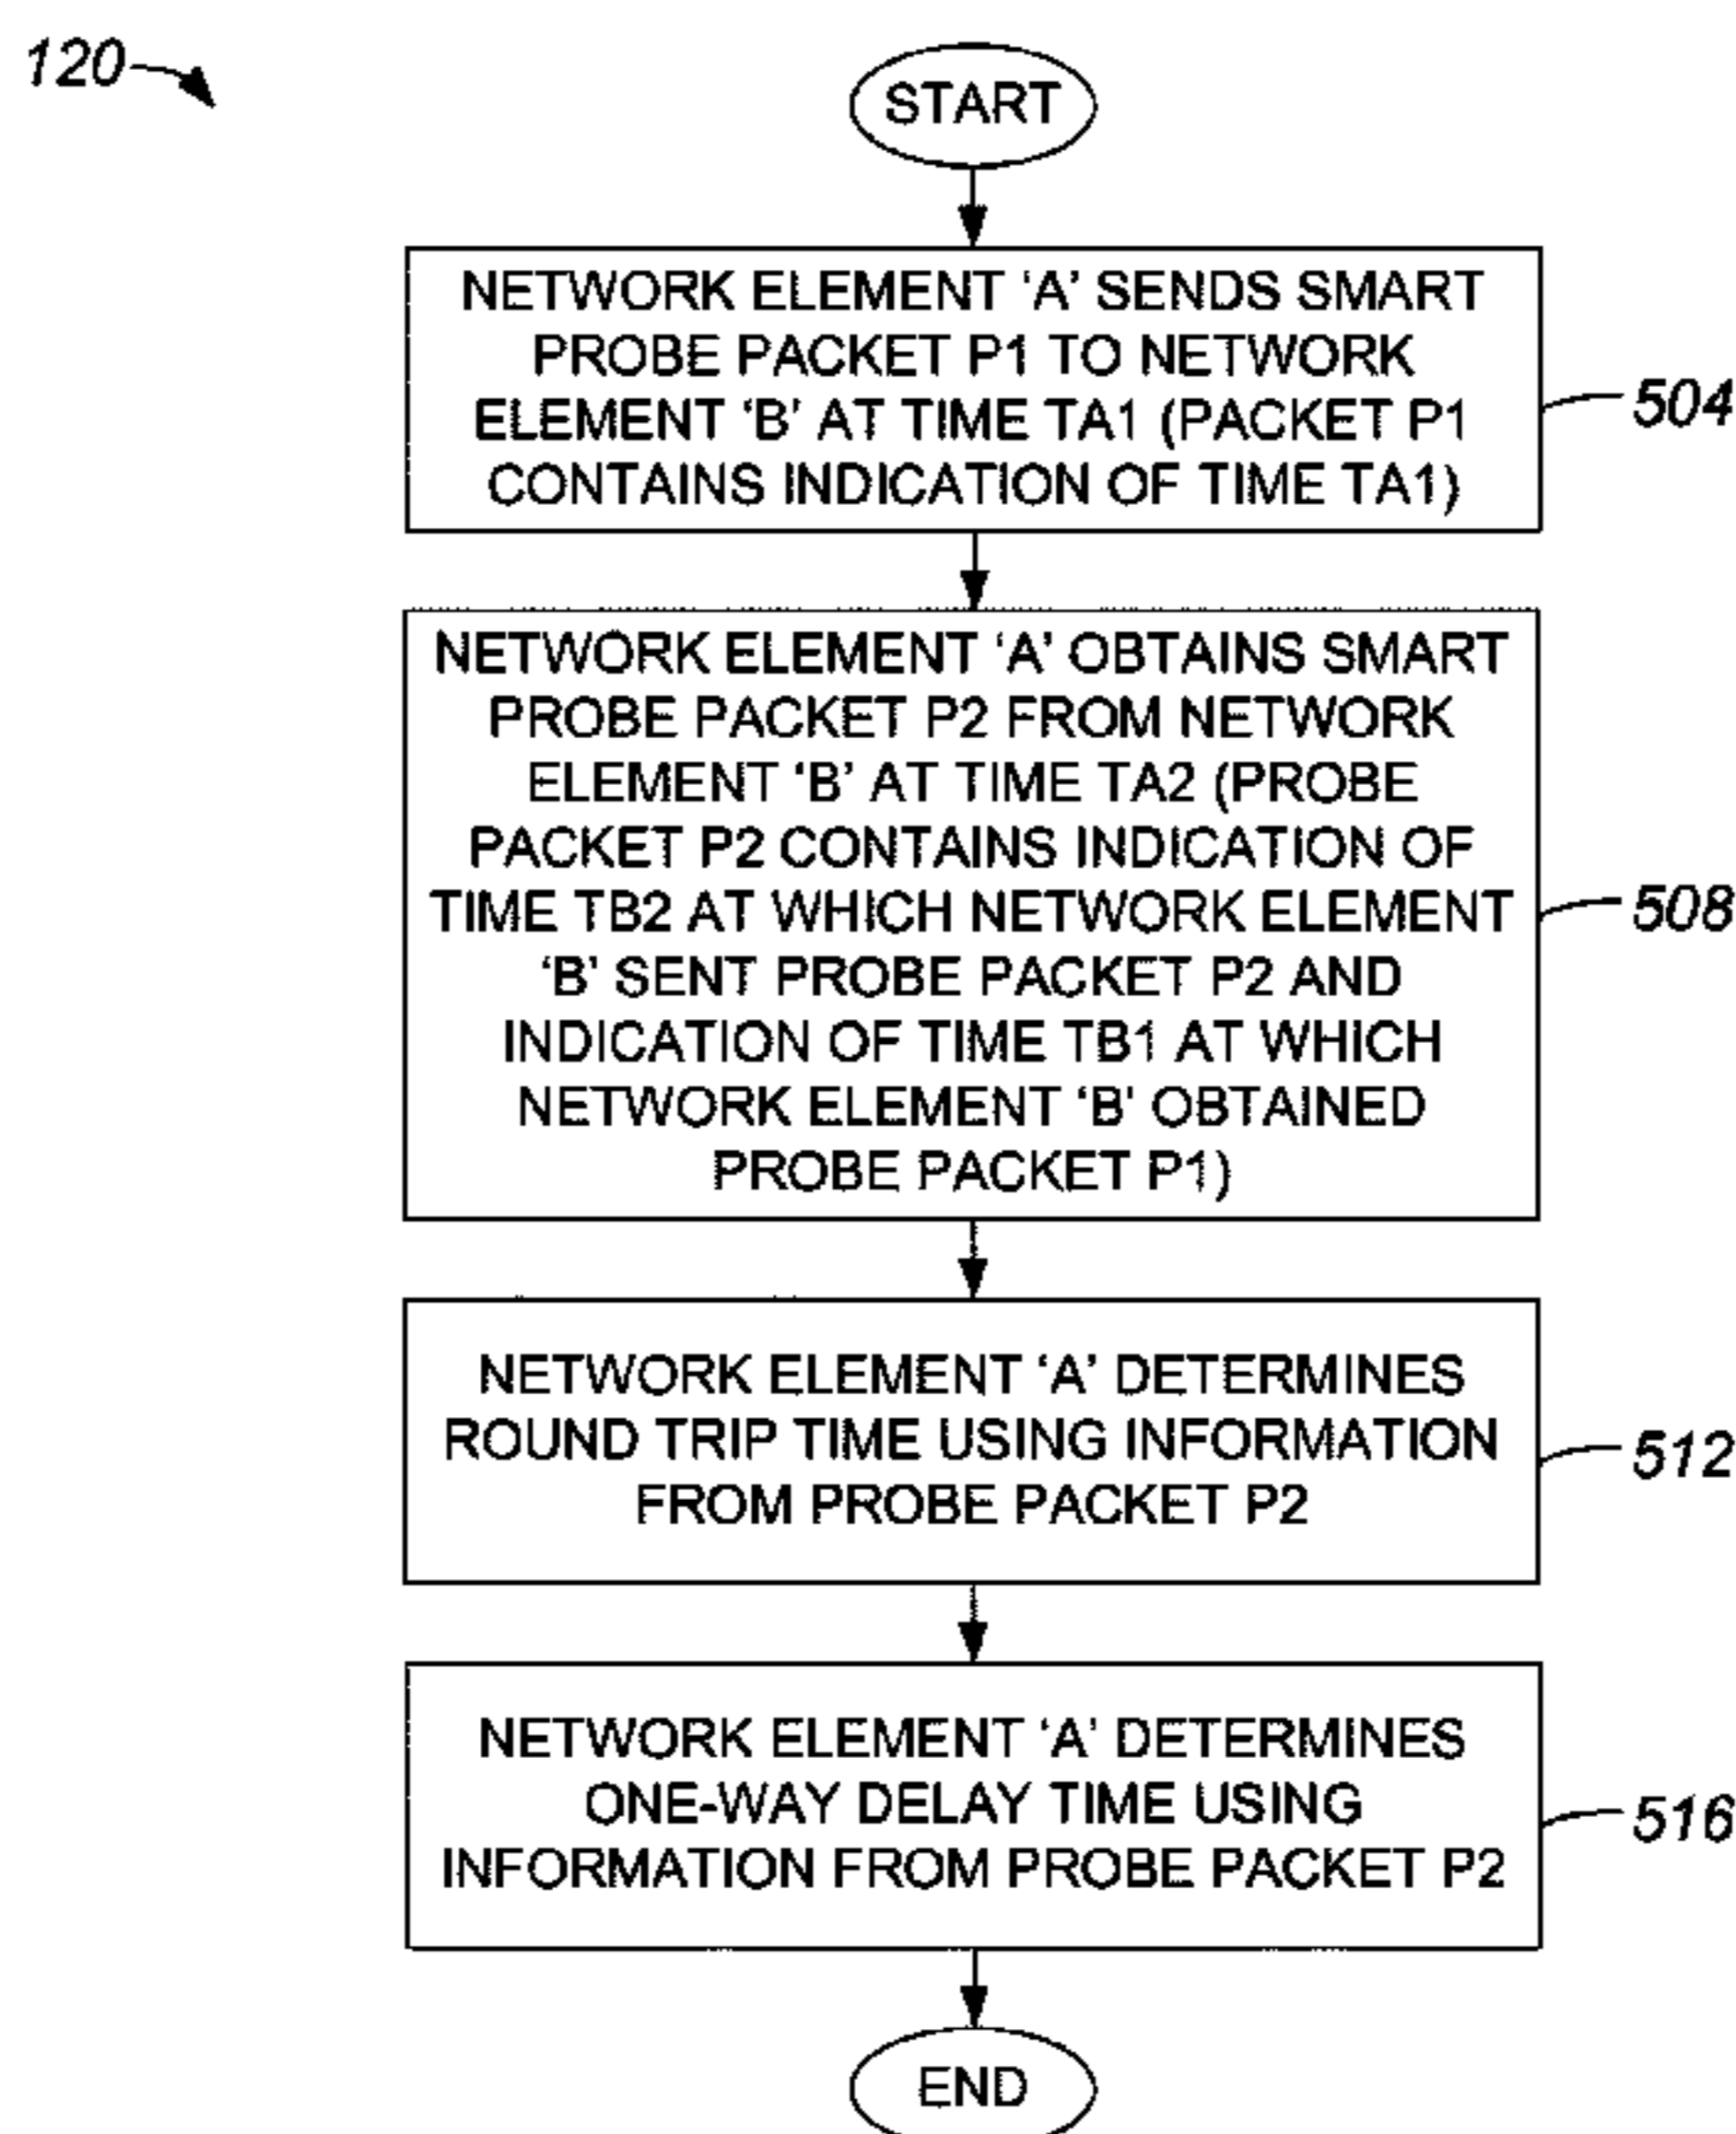 120
START
NETWORK ELEMENT ‘A’ SENDS SMART
PROBE PACKET P1 TO NETWORK
ELEMENT ‘B’ AT TIME TA1 (PACKET P1
CONTAINS INDICATION OF TIME TA1)
504
NETWORK ELEMENT ‘A’ OBTAINS SMART
PROBE PACKET P2 FROM NETWORK
ELEMENT ‘B’ AT TIME TA2 (PROBE
PACKET P2 CONTAINS INDICATION OF
TIME TB2 AT WHICH NETWORK ELEMENT
‘B’ SENT PROBE PACKET P2 AND
INDICATION OF TIME TB1 AT WHICH
NETWORK ELEMENT ‘B’ OBTAINED
PROBE PACKET P1)
508
NETWORK ELEMENT ‘A’ DETERMINES
ROUND TRIP TIME USING INFORMATION
FROM PROBE PACKET P2
512
NETWORK ELEMENT ‘A’ DETERMINES
ONE-WAY DELAY TIME USING
INFORMATION FROM PROBE PACKET P2
516
END